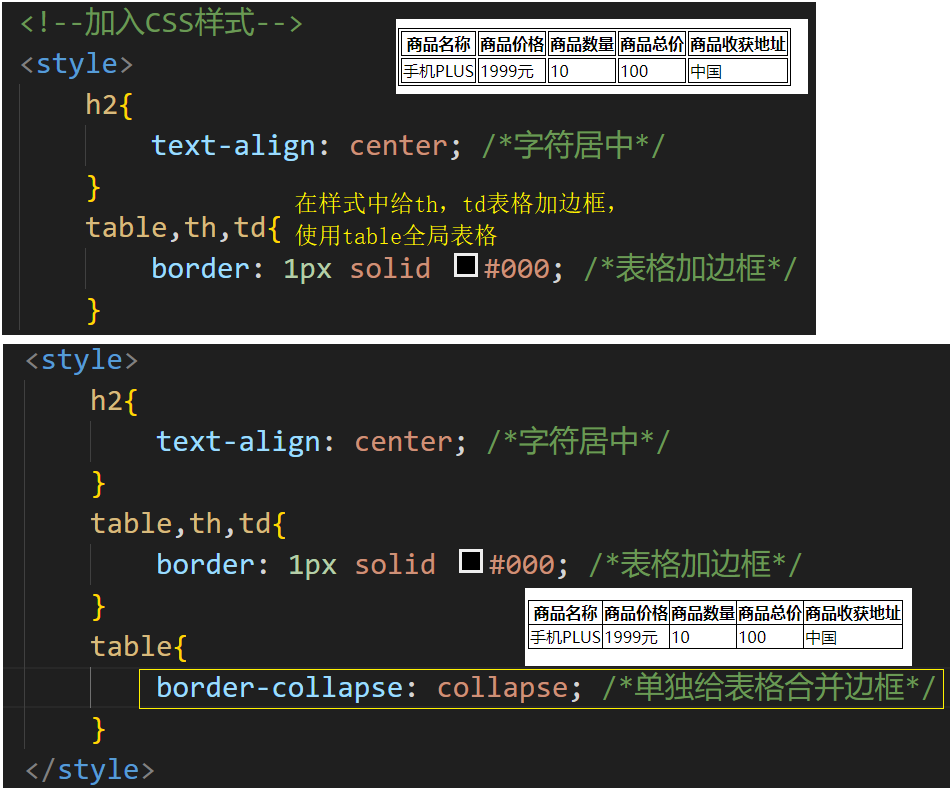 <!--加入CSS样式-->
商品名称 商品价格 商品数量 商品总价 商品收获地址
手机PLUS 1999元 10 100 中国
<style>
h2{
text-align: center; /*字符居中*/
}
在样式中给th，td表格加边框，
使用table全局表格
table,th,td{
border: 1px solid #000; /*表格加边框*/
}
<style>
h2{
text-align: center; /*字符居中*/
}
table,th,td{
border: 1px solid #000; /*表格加边框*/
}
商品名称 商品价格 商品数量 商品总价 商品收获地址
手机PLUS 1999元 10 100 中国
table{
border-collapse: collapse; /*单独给表格合并边框*/
}
</style>